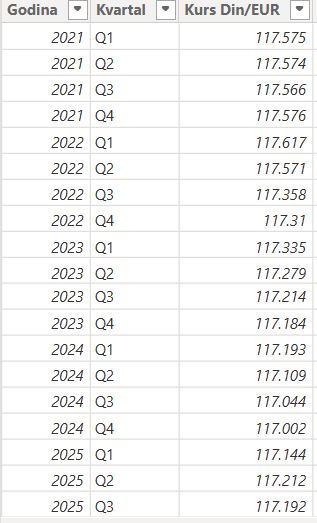 Godina Kvartal Kurs Din/EUR
2021 Q1 117.575
2021 Q2 117.574
2021 Q3 117.566
2021 Q4 117.576
2022 Q1 117.617
2022 Q2 117.571
2022 Q3 117.358
2022 Q4 117.31
2023 Q1 117.335
2023 Q2 117.279
2023 Q3 117.214
2023 Q4 117.184
2024 Q1 117.193
2024 Q2 117.109
2024 Q3 117.044
2024 Q4 117.002
2025 Q1 117.144
2025 Q2 117.212
2025 Q3 117.192